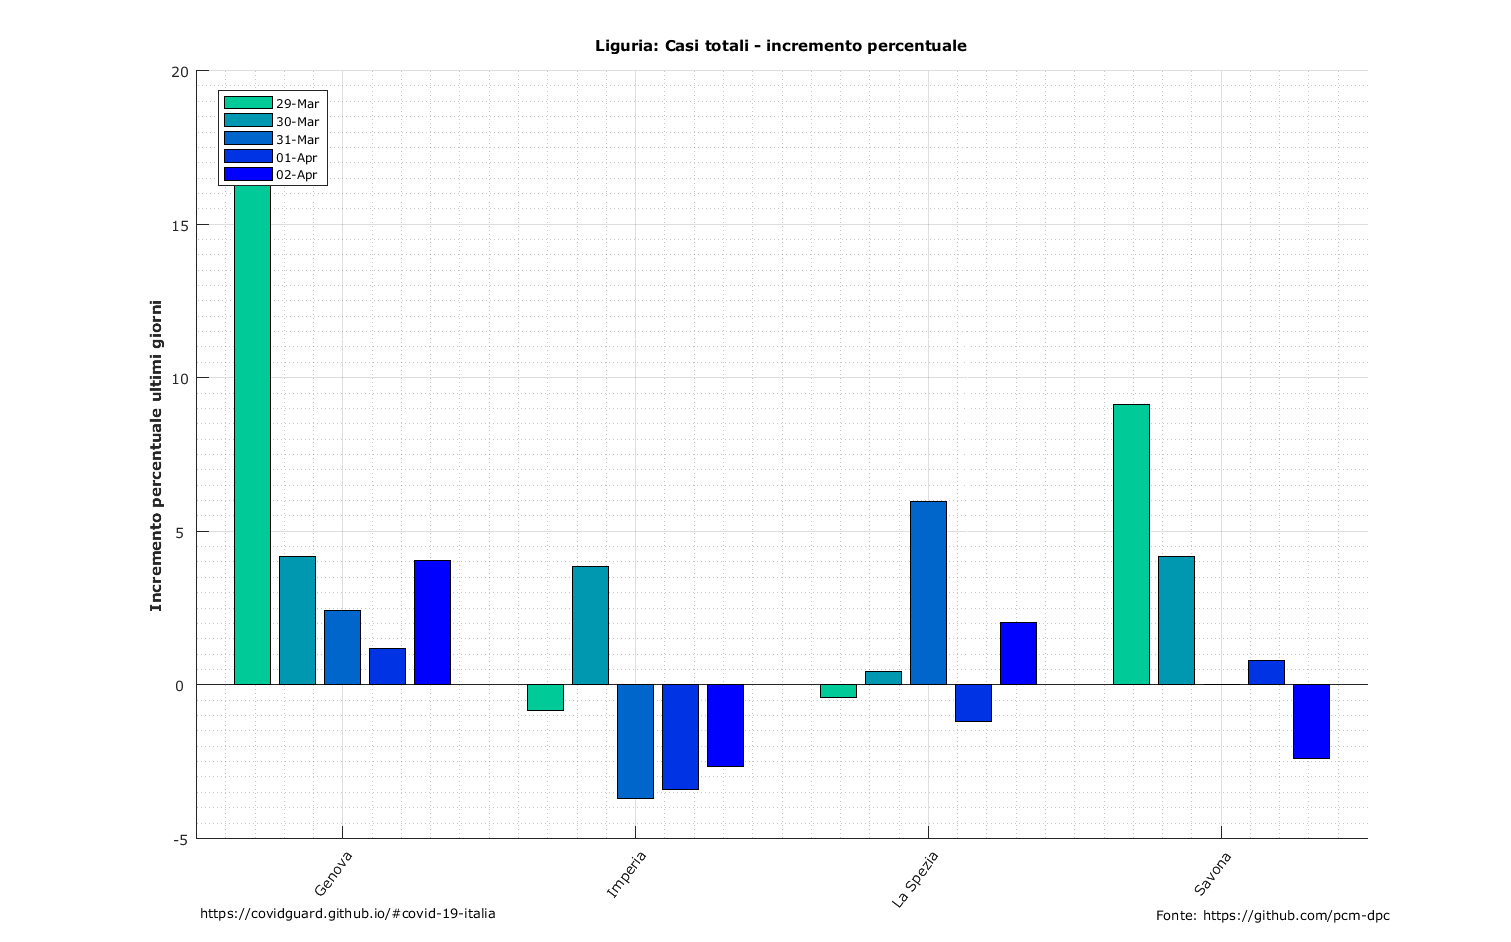 Liguria: Casi totali - incremento percentuale
20
15
10
5
0
-5
Incremento percentuale ultimi giorni
29-Mar
30-Mar
31-Mar
01-Apr
02-Apr
Genova
Imperia
La Spezia
Savona
https://covidguard.github.io/#covid-19-italia
Fonte: https://github.com/pcm-dpc